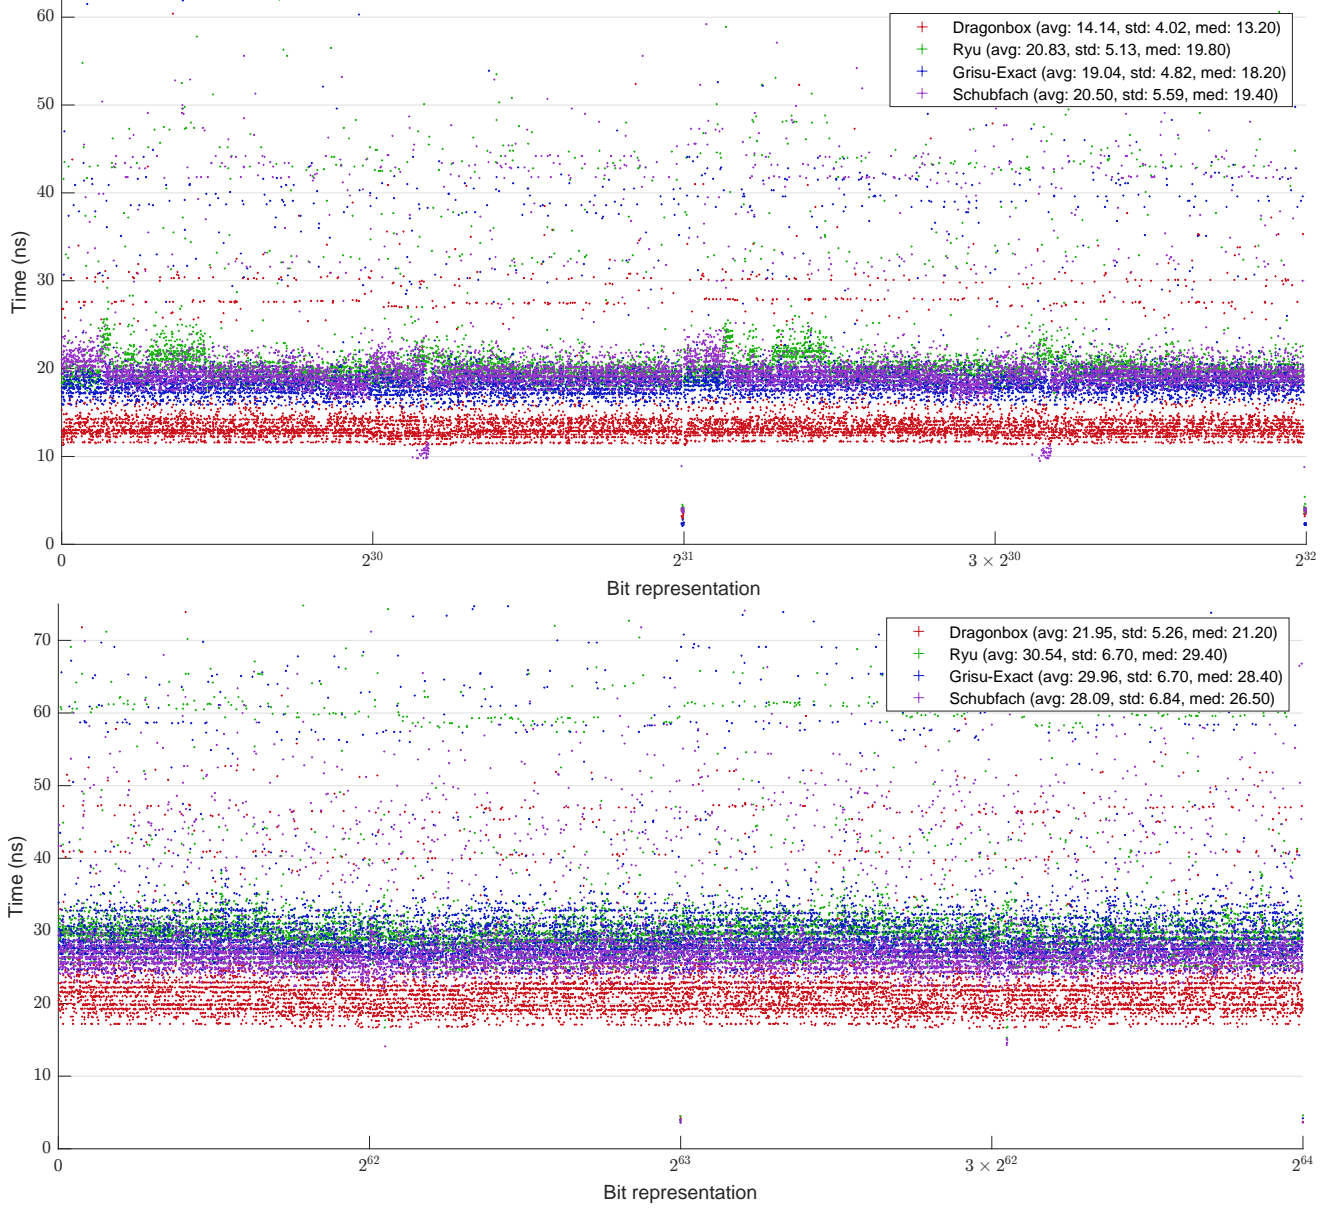 60
50
40
30
20
10
0
Time (ns)
Dragonbox (avg: 14.14, std: 4.02, med: 13.20)
Ryu (avg: 20.83, std: 5.13, med: 19.80)
Grisu-Exact (avg: 19.04, std: 4.82, med: 18.20)
Schubfach (avg: 20.50, std: 5.59, med: 19.40)
0 2^30 2^31 3 × 2^30 2^32
Bit representation
70
60
50
40
30
20
10
0
Time (ns)
Dragonbox (avg: 21.95, std: 5.26, med: 21.20)
Ryu (avg: 30.54, std: 6.70, med: 29.40)
Grisu-Exact (avg: 29.96, std: 6.70, med: 28.40)
Schubfach (avg: 28.09, std: 6.84, med: 26.50)
0 2^62 2^63 3 × 2^62 2^64
Bit representation